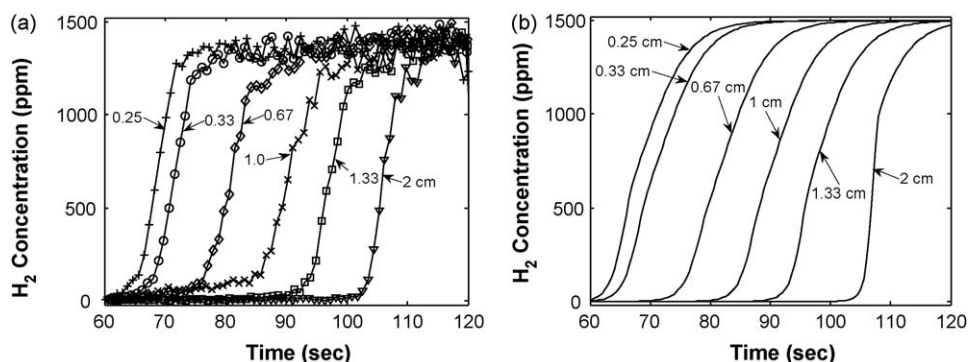 (a)
H2 Concentration (ppm)
1500
1000
500
0
0.25
0.33
0.67
1.0
1.33
2 cm
60 70 80 90 100 110 120
Time (sec)
(b)
H2 Concentration (ppm)
1500
1000
500
0
0.25 cm
0.33 cm
0.67 cm
1 cm
1.33 cm
2 cm
60 70 80 90 100 110 120
Time (sec)